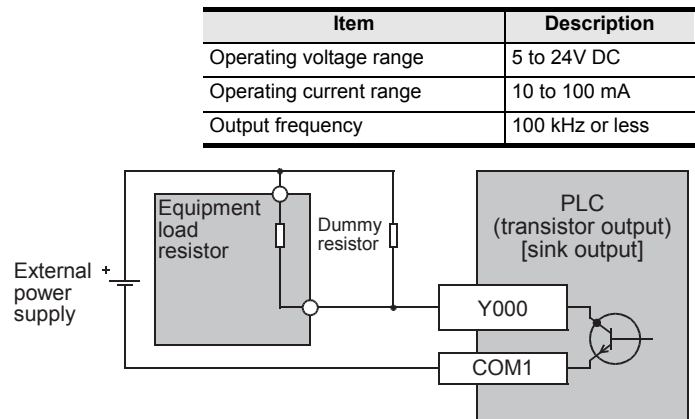 Item Description
Operating voltage range 5 to 24V DC
Operating current range 10 to 100 mA
Output frequency 100 kHz or less
Equipment
load
resistor
Dummy
resistor
PLC
(transistor output)
[sink output]
External
power
supply
+
Y000
COM1